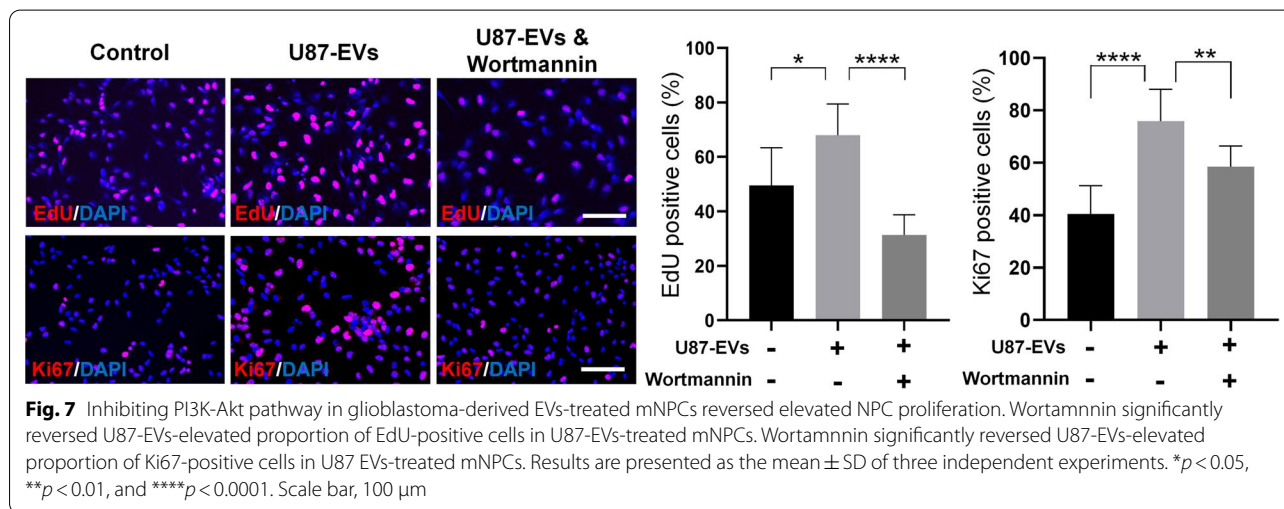 Control
U87-EVs
U87-EVs &
Wortmannin
EdU/DAPI
EdU/DAPI
EdU/DAPI
Ki67/DAPI
Ki67/DAPI
Ki67/DAPI
EdU positive cells (%)
100
80
60
40
20
0
* ****
U87-EVs - + +
Wortmannin - - +
Ki67 positive cells (%)
100
80
60
40
20
0
**** **
U87-EVs - + +
Wortmannin - - +
Fig. 7 Inhibiting PI3K-Akt pathway in glioblastoma-derived EVs-treated mNPCs reversed elevated NPC proliferation. Wortamnnin significantly
reversed U87-EVs-elevated proportion of EdU-positive cells in U87-EVs-treated mNPCs. Wortamnnin significantly reversed U87-EVs-elevated
proportion of Ki67-positive cells in U87 EVs-treated mNPCs. Results are presented as the mean ± SD of three independent experiments. *p < 0.05,
**p < 0.01, and ****p < 0.0001. Scale bar, 100 μm